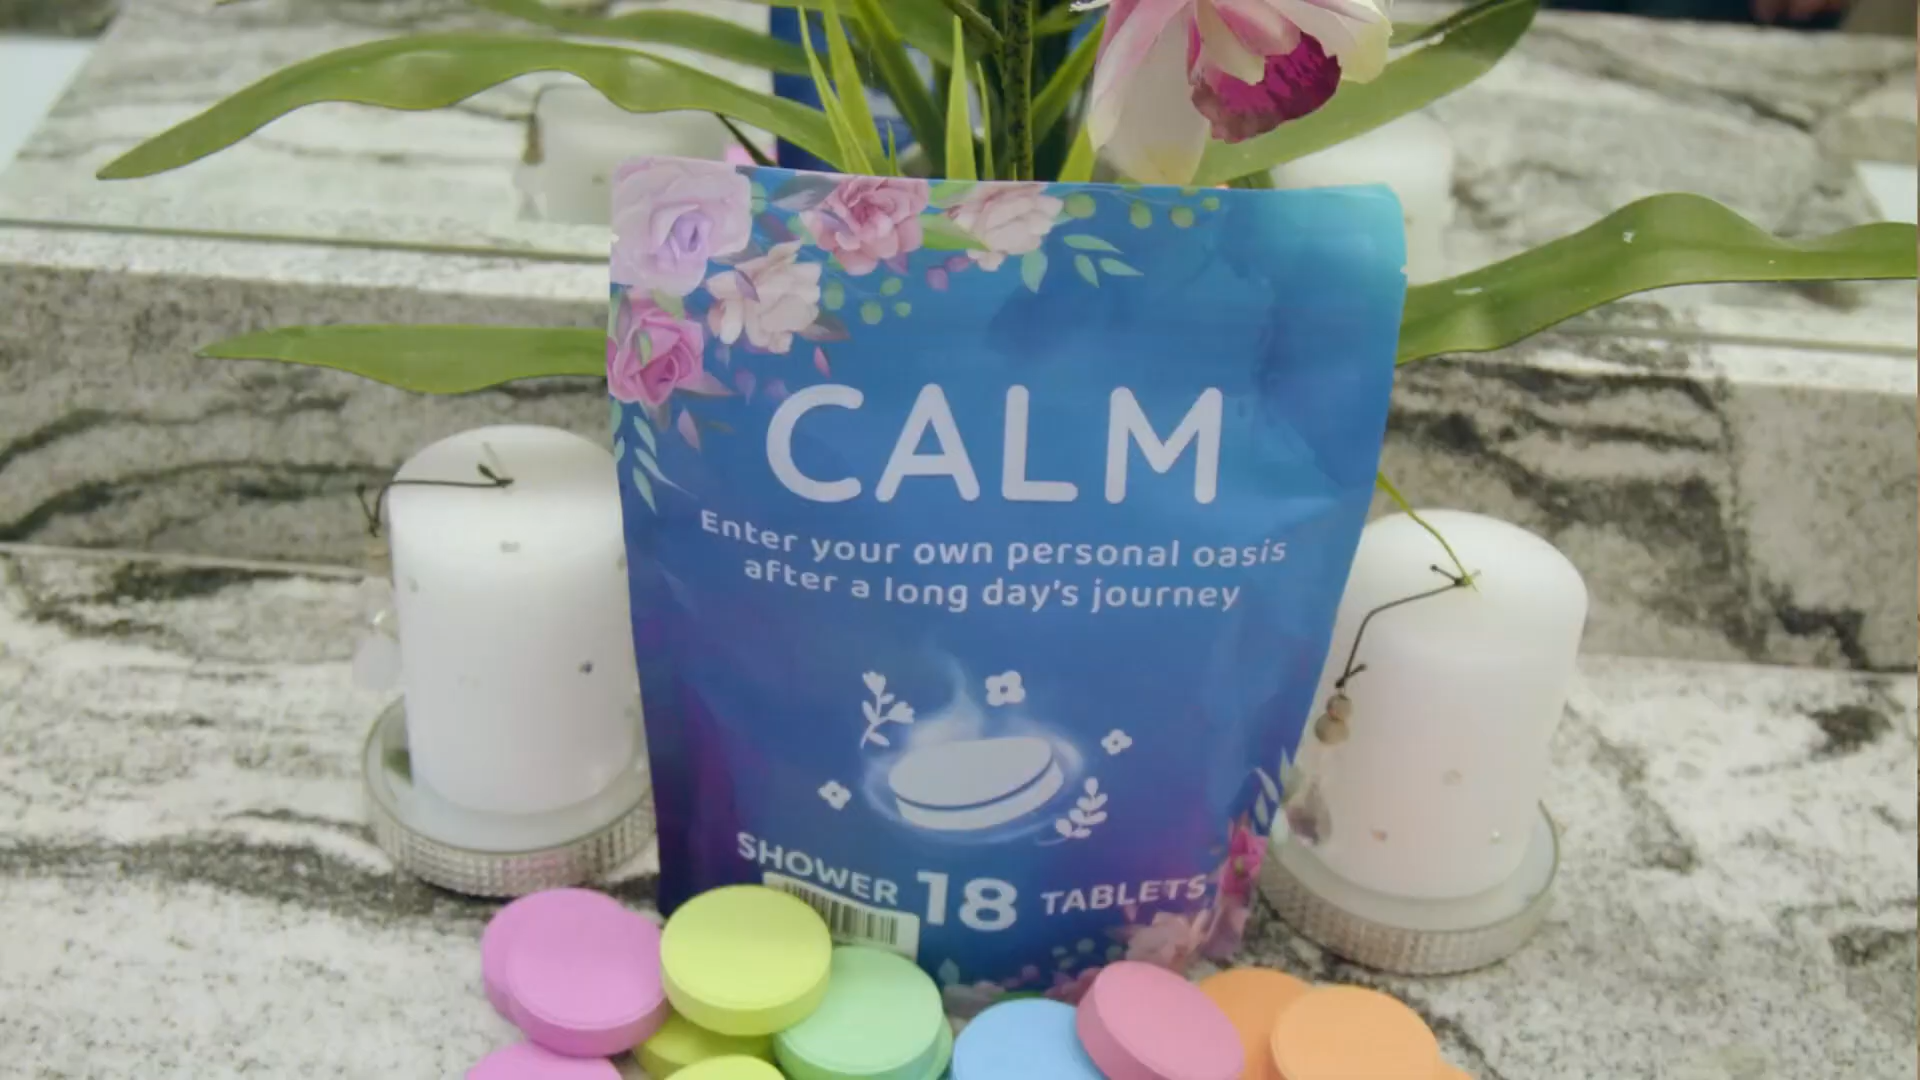 CALM
Enter your own personal oasis
after a long day's journey
SHOWER 18 TABLETS